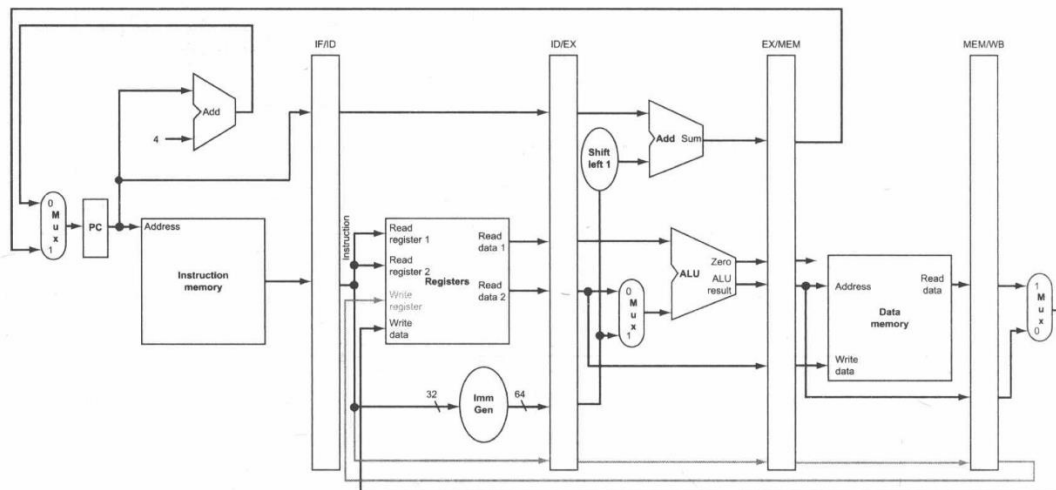 IF/ID
ID/EX
EX/MEM
MEM/WB
Add
4
Add Sum
Shift
left 1
0
M
u
x
1
PC
Address
Instruction
memory
Instruction
Read
register 1
Read
register 2
Write
register
Write
data
Registers
Read
data 1
Read
data 2
0
M
u
x
1
Zero
ALU
ALU
result
Address
Read
data
Data
memory
Write
data
1
M
u
x
0
32
Imm
Gen
64